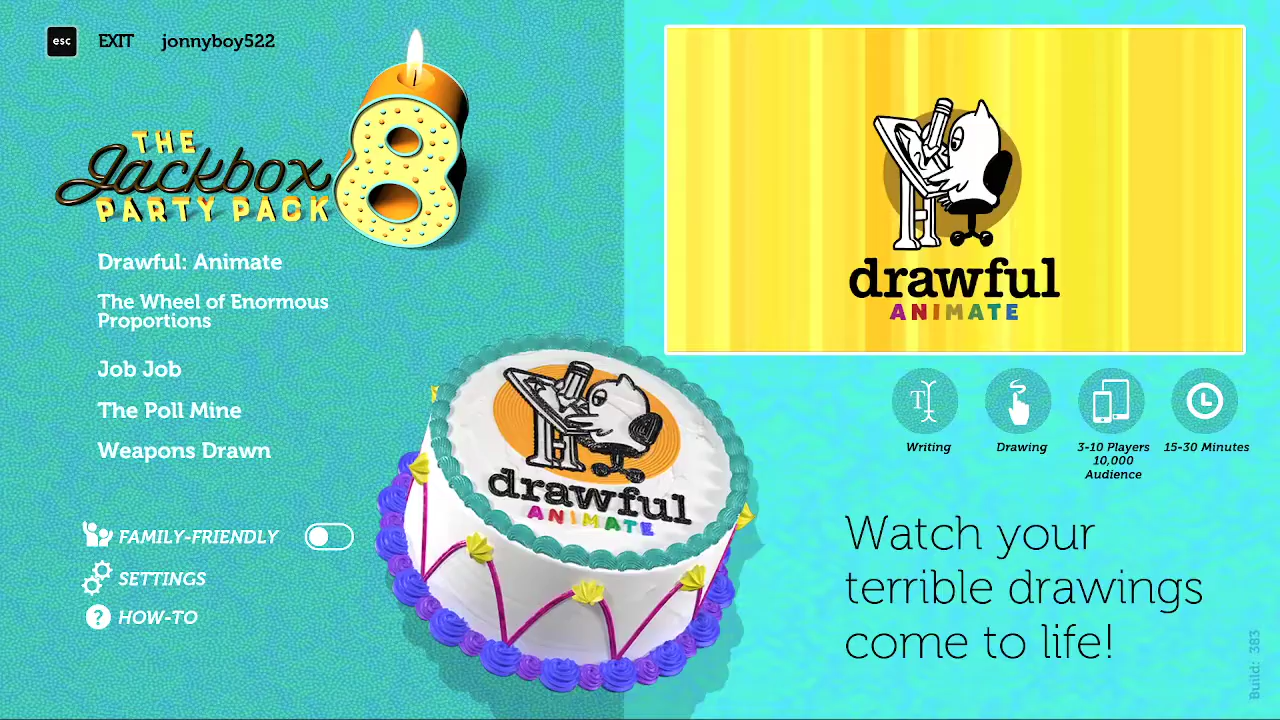 esc EXIT jonnyboy522
THE
Jackbox
PARTY PACK
8
Drawful: Animate
The Wheel of Enormous
Proportions
Job Job
The Poll Mine
Weapons Drawn
FAMILY-FRIENDLY
SETTINGS
? HOW-TO
drawful
ANIMATE
drawful
ANIMATE
T
Writing
Drawing
3-10 Players
10,000
Audience
15-30 Minutes
Watch your
terrible drawings
come to life!
Build: 383